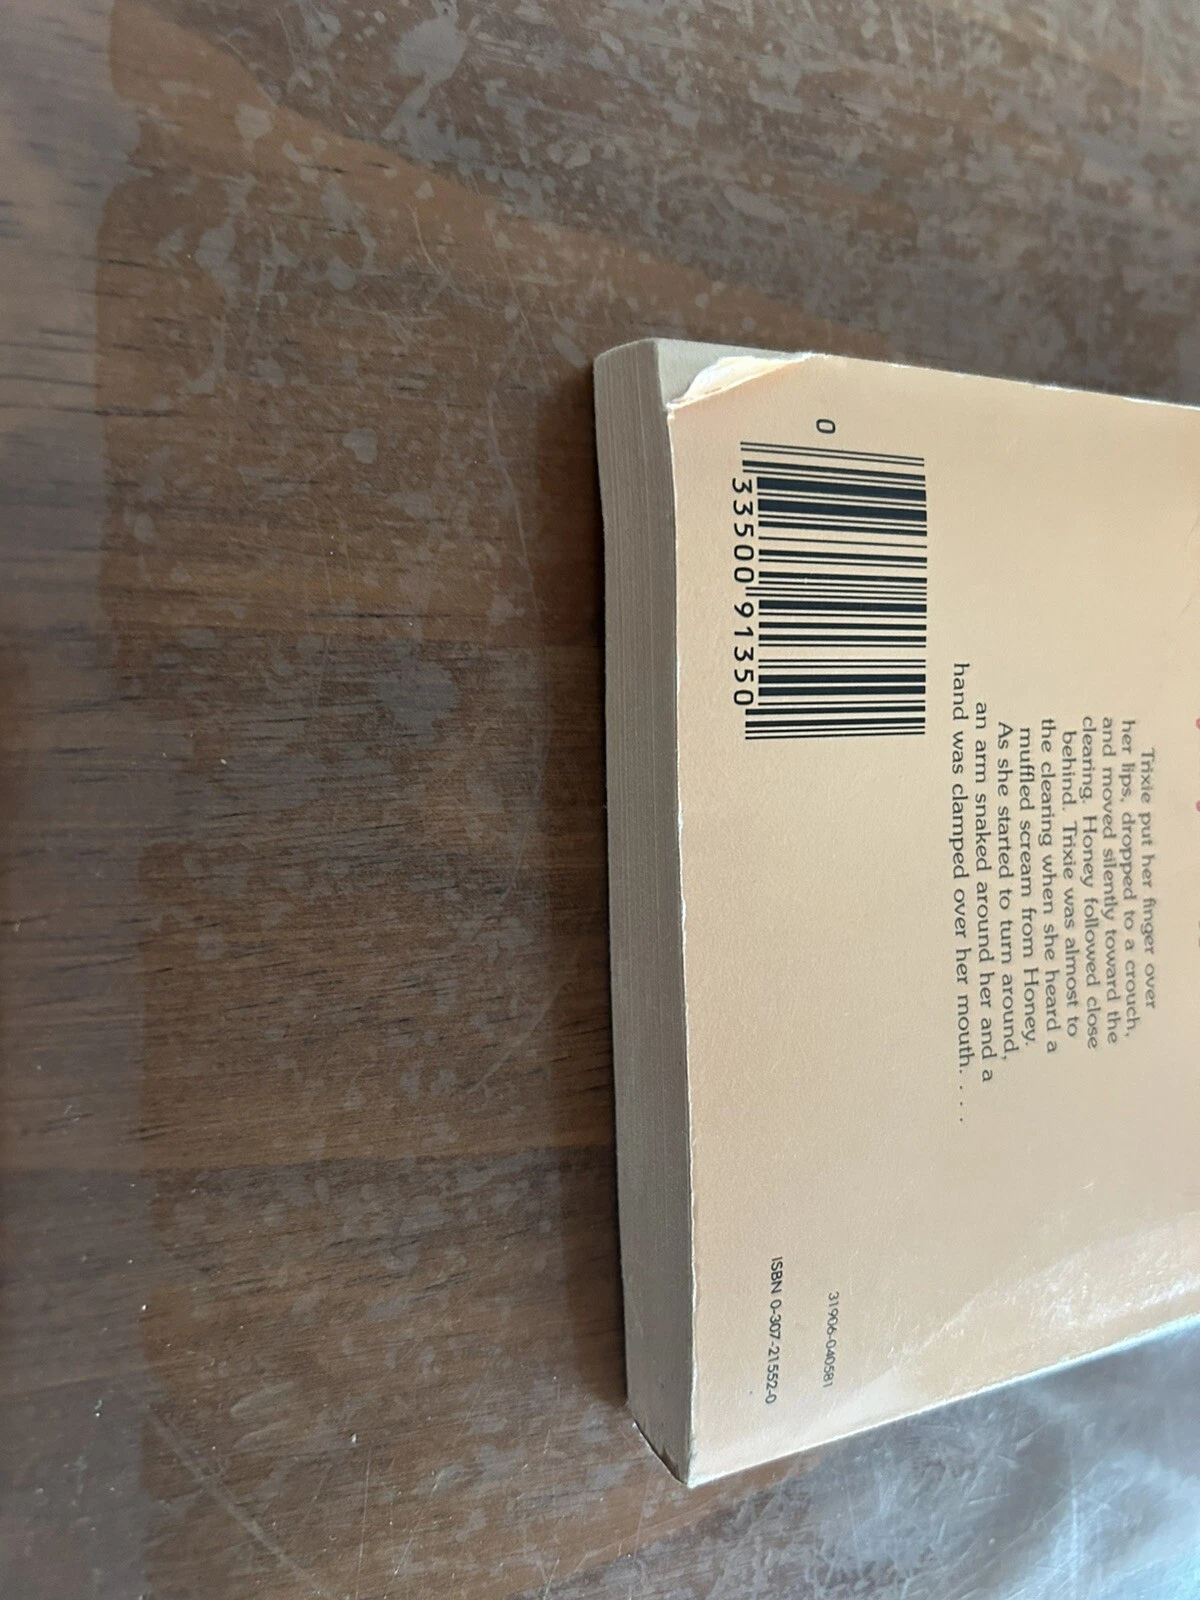 Trixie put her finger over
her lips, dropped to a crouch,
and moved silently toward the
clearing. Honey followed close
behind. Trixie was almost to
the clearing when she heard a
muffled scream from Honey.
As she started to turn around,
an arm snaked around her and a
hand was clamped over her mouth. . . .
0
33500 91350
31906-040581
ISBN 0-307-21552-0